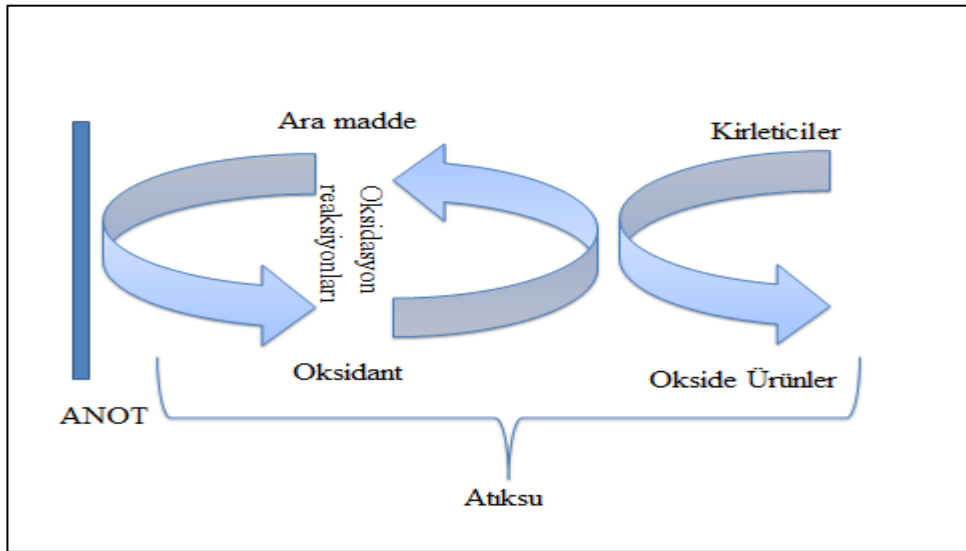 Ara madde
Kirleticiler
Oksidasyon
reaksiyonları
Oksidant
Okside Ürünler
ANOT
Atıksu